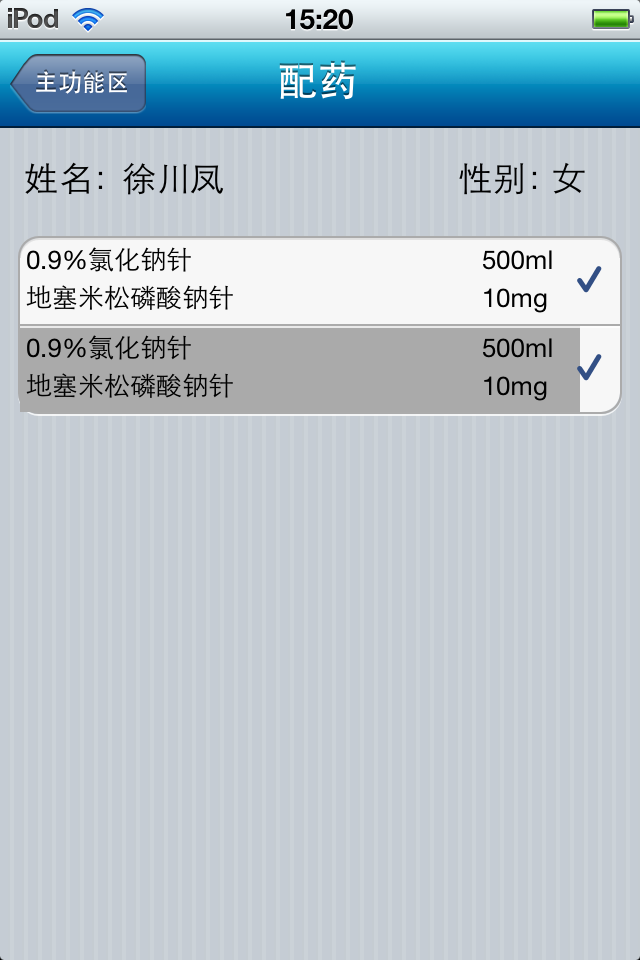 iPod 15:20
主功能区 配药
姓名: 徐川凤 性别: 女
0.9%氯化钠针 500ml
地塞米松磷酸钠针 10mg
0.9%氯化钠针 500ml
地塞米松磷酸钠针 10mg